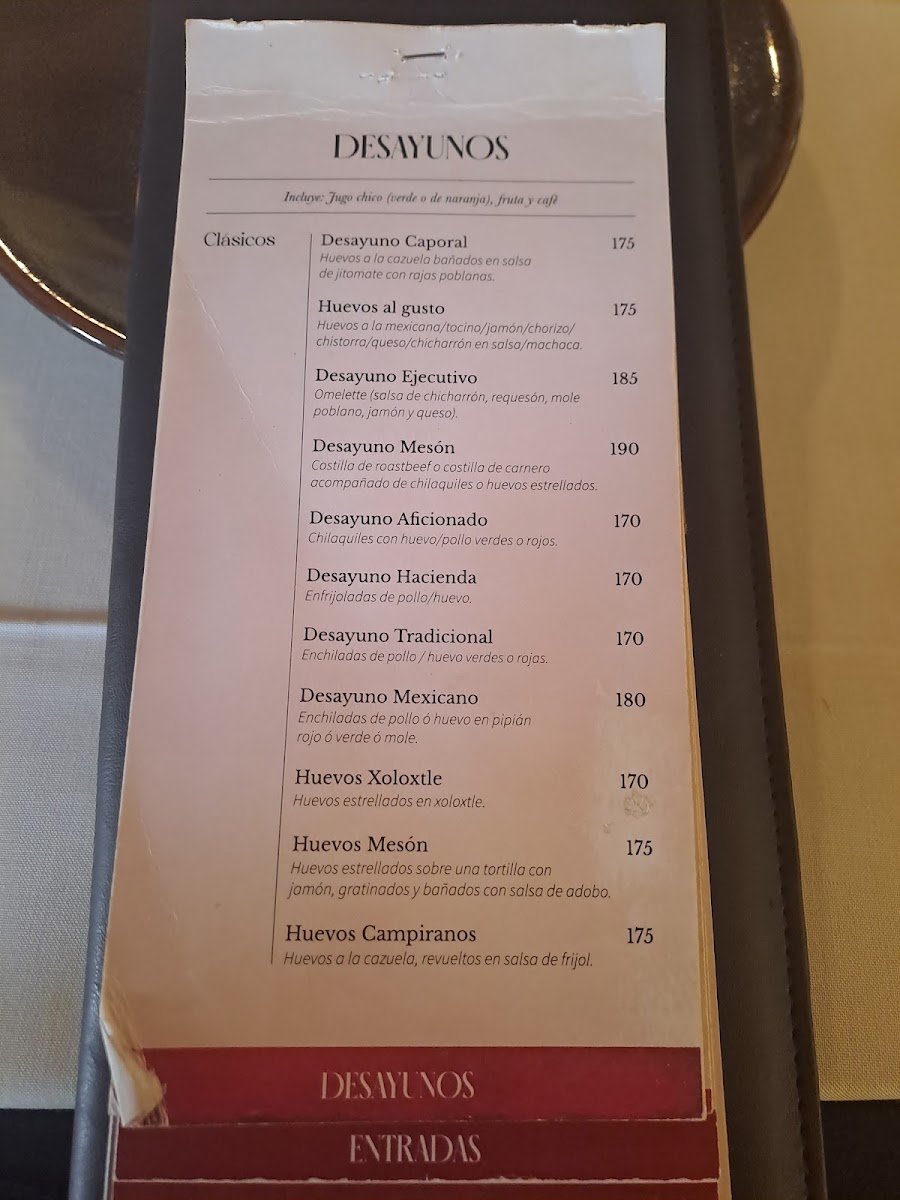 DESAYUNOS
Incluye: Jugo chico (verde o de naranja), fruta y café
Clásicos
Desayuno Caporal 175
Huevos a la cazuela bañados en salsa
de jitomate con rajas poblanas.
Huevos al gusto 175
Huevos a la mexicana/tocino/jamón/chorizo/
chistorra/queso/chicharrón en salsa/machaca.
Desayuno Ejecutivo 185
Omelette (salsa de chicharrón, requesón, mole
poblano, jamón y queso).
Desayuno Mesón 190
Costilla de roastbeef o costilla de carnero
acompañado de chilaquiles o huevos estrellados.
Desayuno Aficionado 170
Chilaquiles con huevo/pollo verdes o rojos.
Desayuno Hacienda 170
Enfrijoladas de pollo/huevo.
Desayuno Tradicional 170
Enchiladas de pollo / huevo verdes o rojas.
Desayuno Mexicano 180
Enchiladas de pollo ó huevo en pipián
rojo ó verde ó mole.
Huevos Xoloxtle 170
Huevos estrellados en xoloxtle.
Huevos Mesón 175
Huevos estrellados sobre una tortilla con
jamón, gratinados y bañados con salsa de adobo.
Huevos Campiranos 175
Huevos a la cazuela, revueltos en salsa de frijol.
DESAYUNOS
ENTRADAS